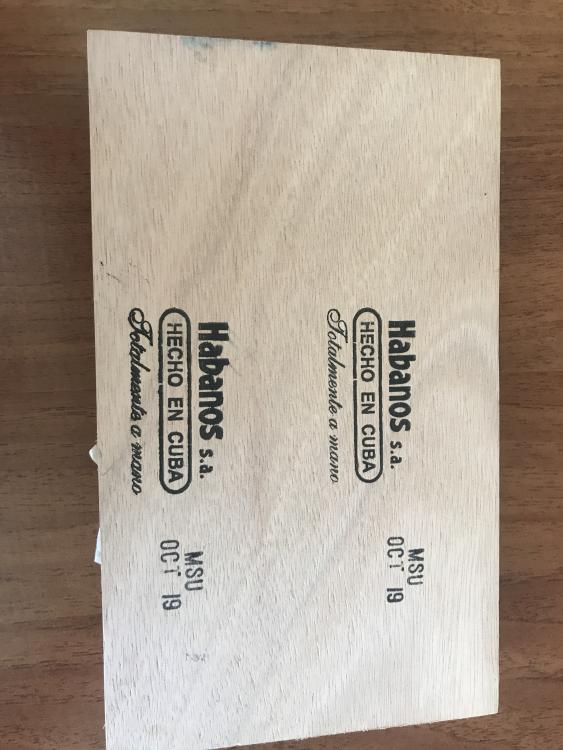 Habanos s.a.
HECHO EN CUBA
Totalmente a mano
MSU
OCT 19
Habanos s.a.
HECHO EN CUBA
Totalmente a mano
MSU
OCT 19